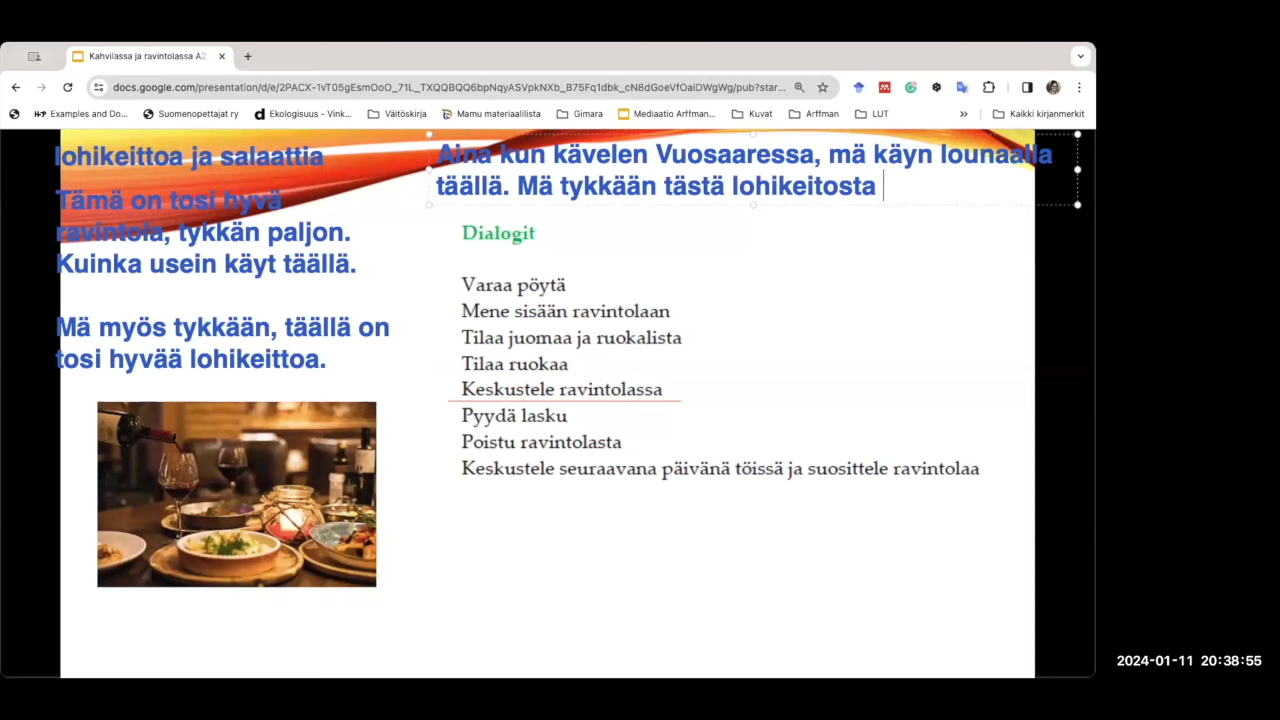 Kahvilassa ja ravintolassa A2
docs.google.com/presentation/d/e/2PACX-1vT05gEsmOoO_71L_TXQQBQQ6bpNqyASVpkNXb_B75Fq1dbk_cN8dGoeVfOaiDWgWg/pub?star...
Examples and Do...
Suomenopettajat ry
Ekologisuus - Vink...
Väitöskirja
Mamu materiaalilista
Gimara
Mediaatio Arffman...
Kuvat
Arffman
LUT
»
Kaikki kirjanmerkit
lohikeittoa ja salaattia
Tämä on tosi hyvä
ravintola, tykkän paljon.
Kuinka usein käyt täällä.
Mä myös tykkään, täällä on
tosi hyvää lohikeittoa.
Aina kun kävelen Vuosaaressa, mä käyn lounaalla
täällä. Mä tykkään tästä lohikeitosta
Dialogit
Varaa pöytä
Mene sisään ravintolaan
Tilaa juomaa ja ruokalista
Tilaa ruokaa
Keskustele ravintolassa
Pyydä lasku
Poistu ravintolasta
Keskustele seuraavana päivänä töissä ja suosittele ravintolaa
2024-01-11 20:38:55